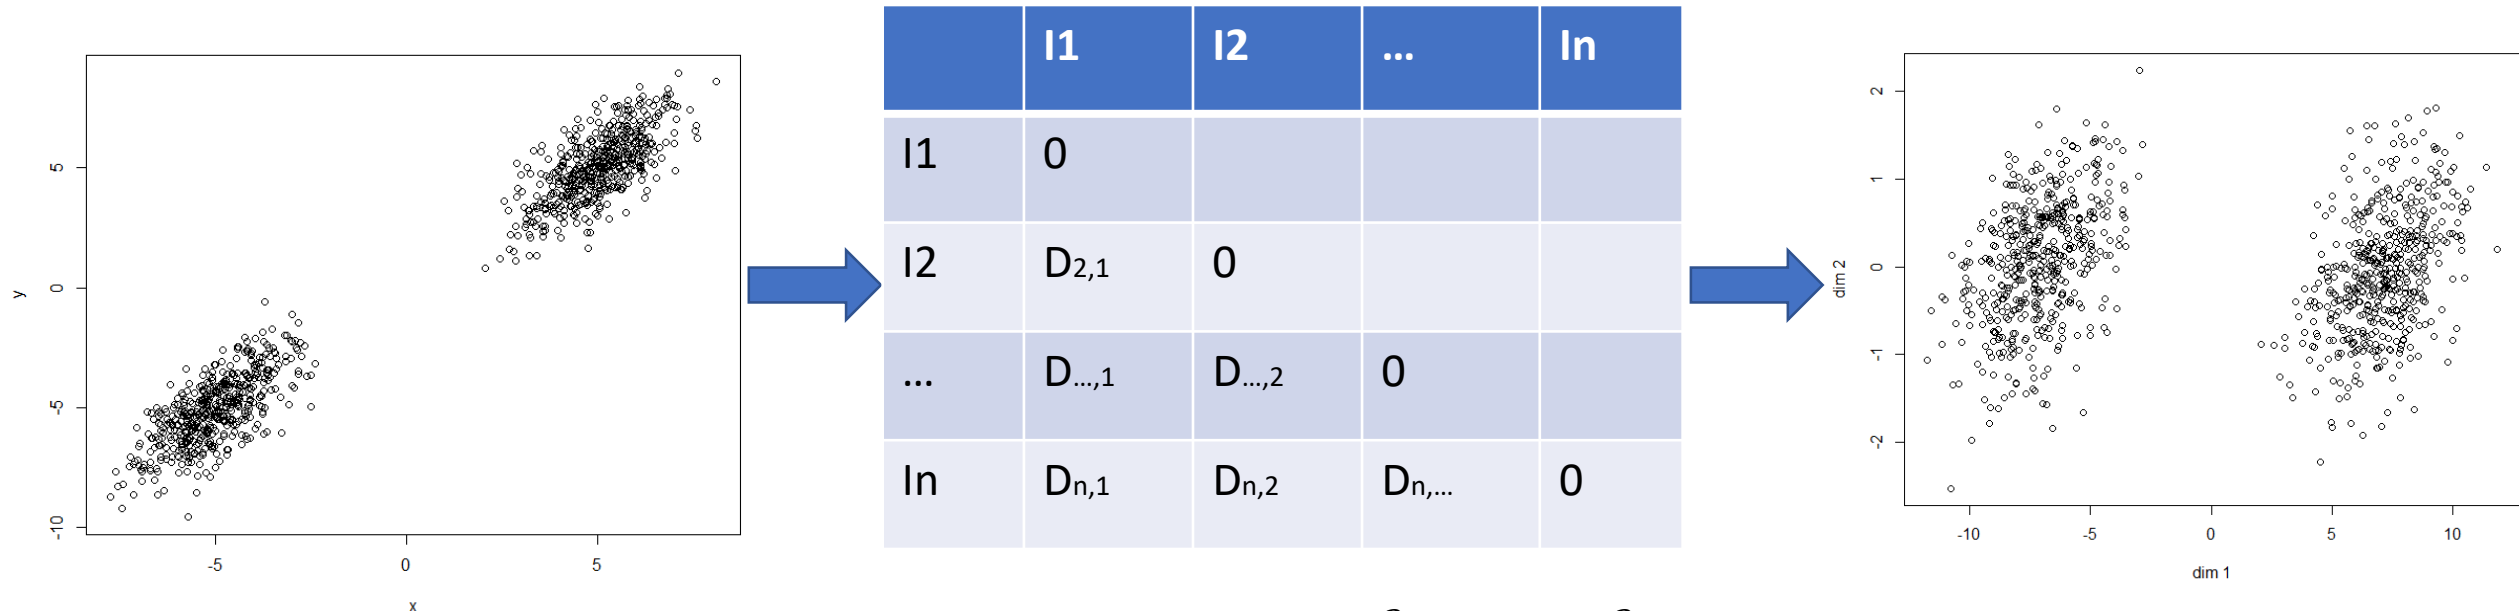 5
0
-5
-10
y
-5 0 5
x
I1 I2 ... In
I1 0
I2 D2,1 0
... D...,1 D...,2 0
In Dn,1 Dn,2 Dn,... 0
2
1
0
-1
-2
dim 2
-10 -5 0 5 10
dim 1